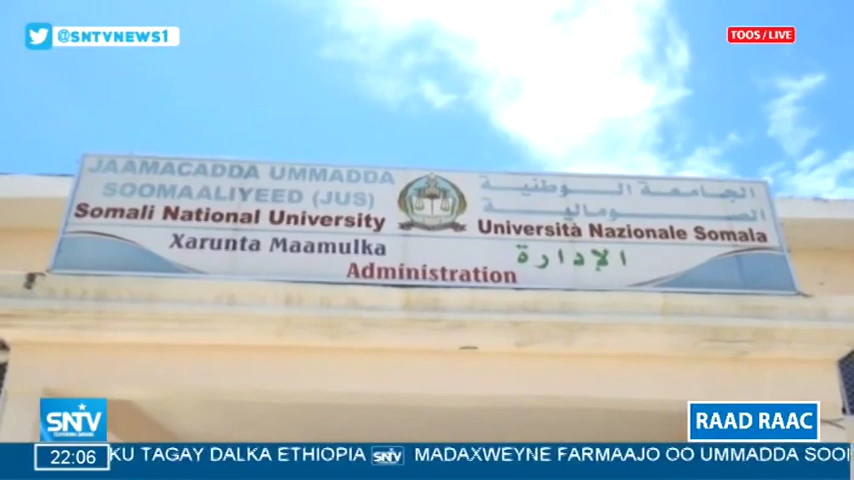 @SNTVNEWS1
TOOS / LIVE
JAAMACADDA UMMADDA
SOOMAALIYEED (JUS)
Somali National University
Xarunta Maamulka
الجامعة الوطنية
الصومالية
Università Nazionale Somala
الإدارة
Administration
SNTV
RAAD RAAC
22:06
KU TAGAY DALKA ETHIOPIA SNTV MADAXWEYNE FARMAAJO OO UMMADDA SOO